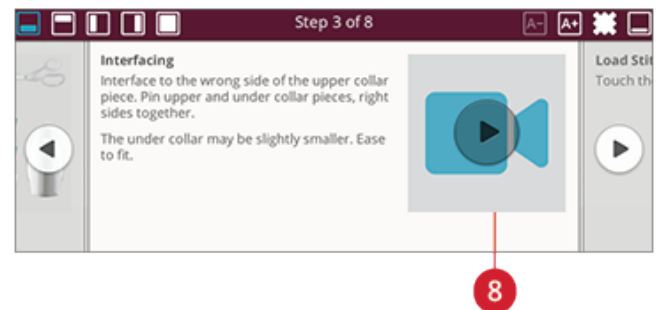 Step 3 of 8
A-
A+
Interfacing
Interface to the wrong side of the upper collar
piece. Pin upper and under collar pieces, right
sides together.
The under collar may be slightly smaller. Ease
to fit.
Load Stit
Touch th
8